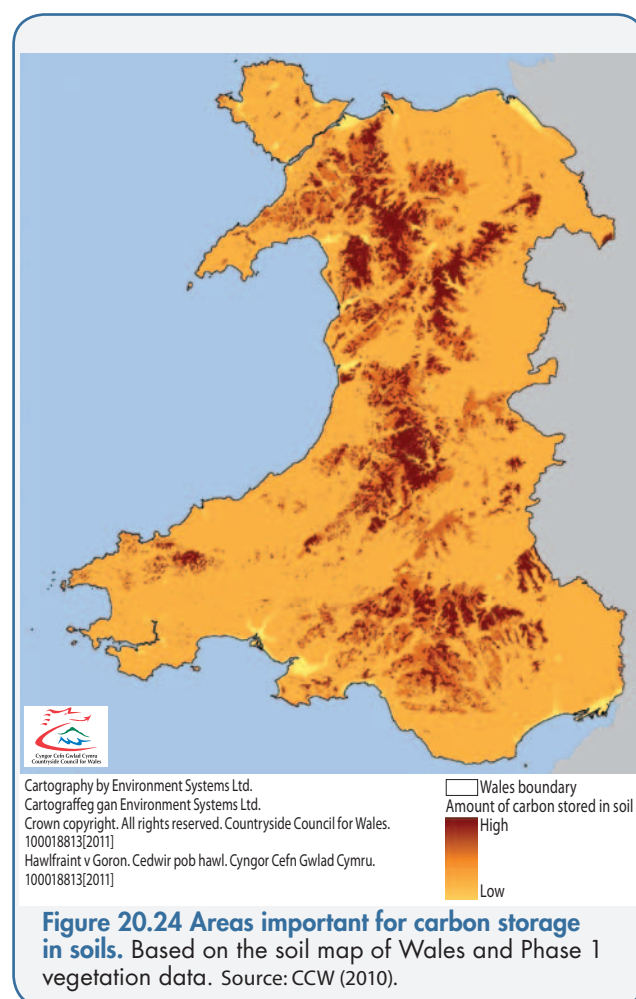 Cyngor Cefn Gwlad Cymru
Countryside Council for Wales
Cartography by Environment Systems Ltd.
Cartograffeg gan Environment Systems Ltd.
Crown copyright. All rights reserved. Countryside Council for Wales.
100018813[2011]
Hawlfraint v Goron. Cedwir pob hawl. Cyngor Cefn Gwlad Cymru.
100018813[2011]
Wales boundary
Amount of carbon stored in soil
High
Low
Figure 20.24 Areas important for carbon storage
in soils. Based on the soil map of Wales and Phase 1
vegetation data. Source: CCW (2010).